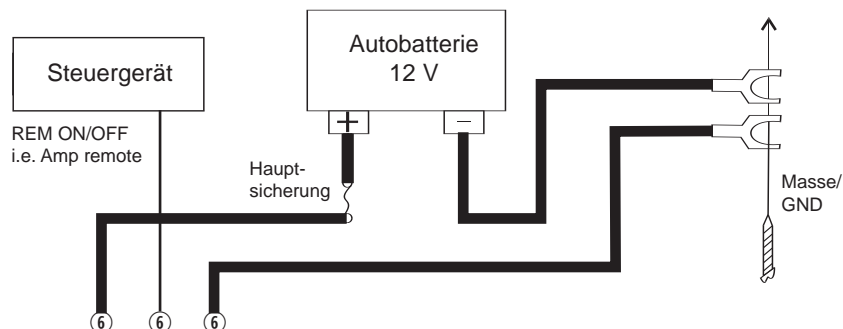 Steuergerät
REM ON/OFF
i.e. Amp remote
Autobatterie
12 V
+
−
Haupt-
sicherung
Masse/
GND
6
6
6